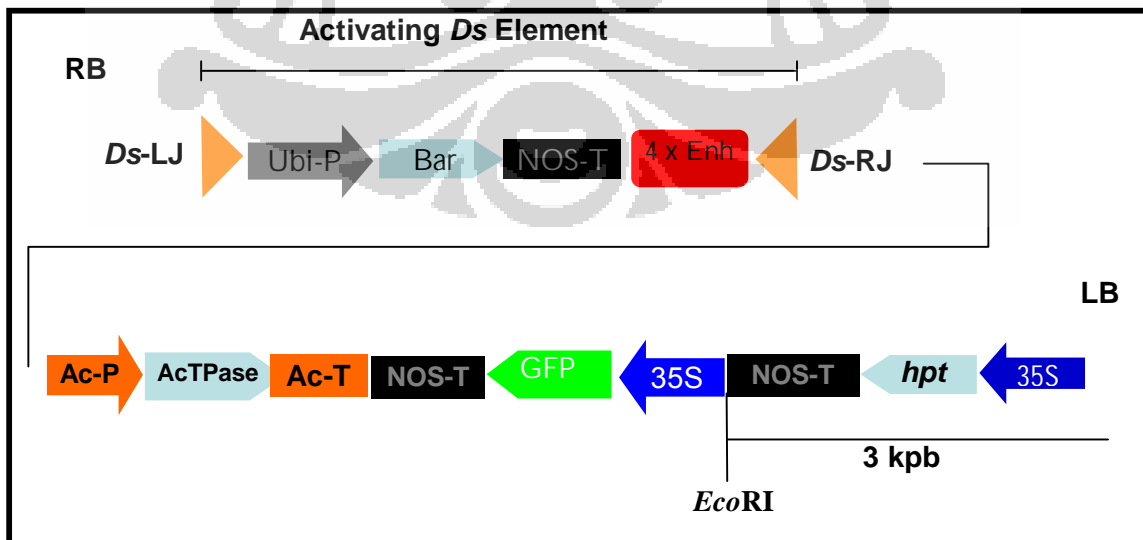 Activating Ds Element
RB
Ds-LJ
Ubi-P
Bar
NOS-T
4 x Enh
Ds-RJ
LB
Ac-P
AcTPase
Ac-T
NOS-T
GFP
35S
NOS-T
hpt
35S
3 kpb
EcoRI